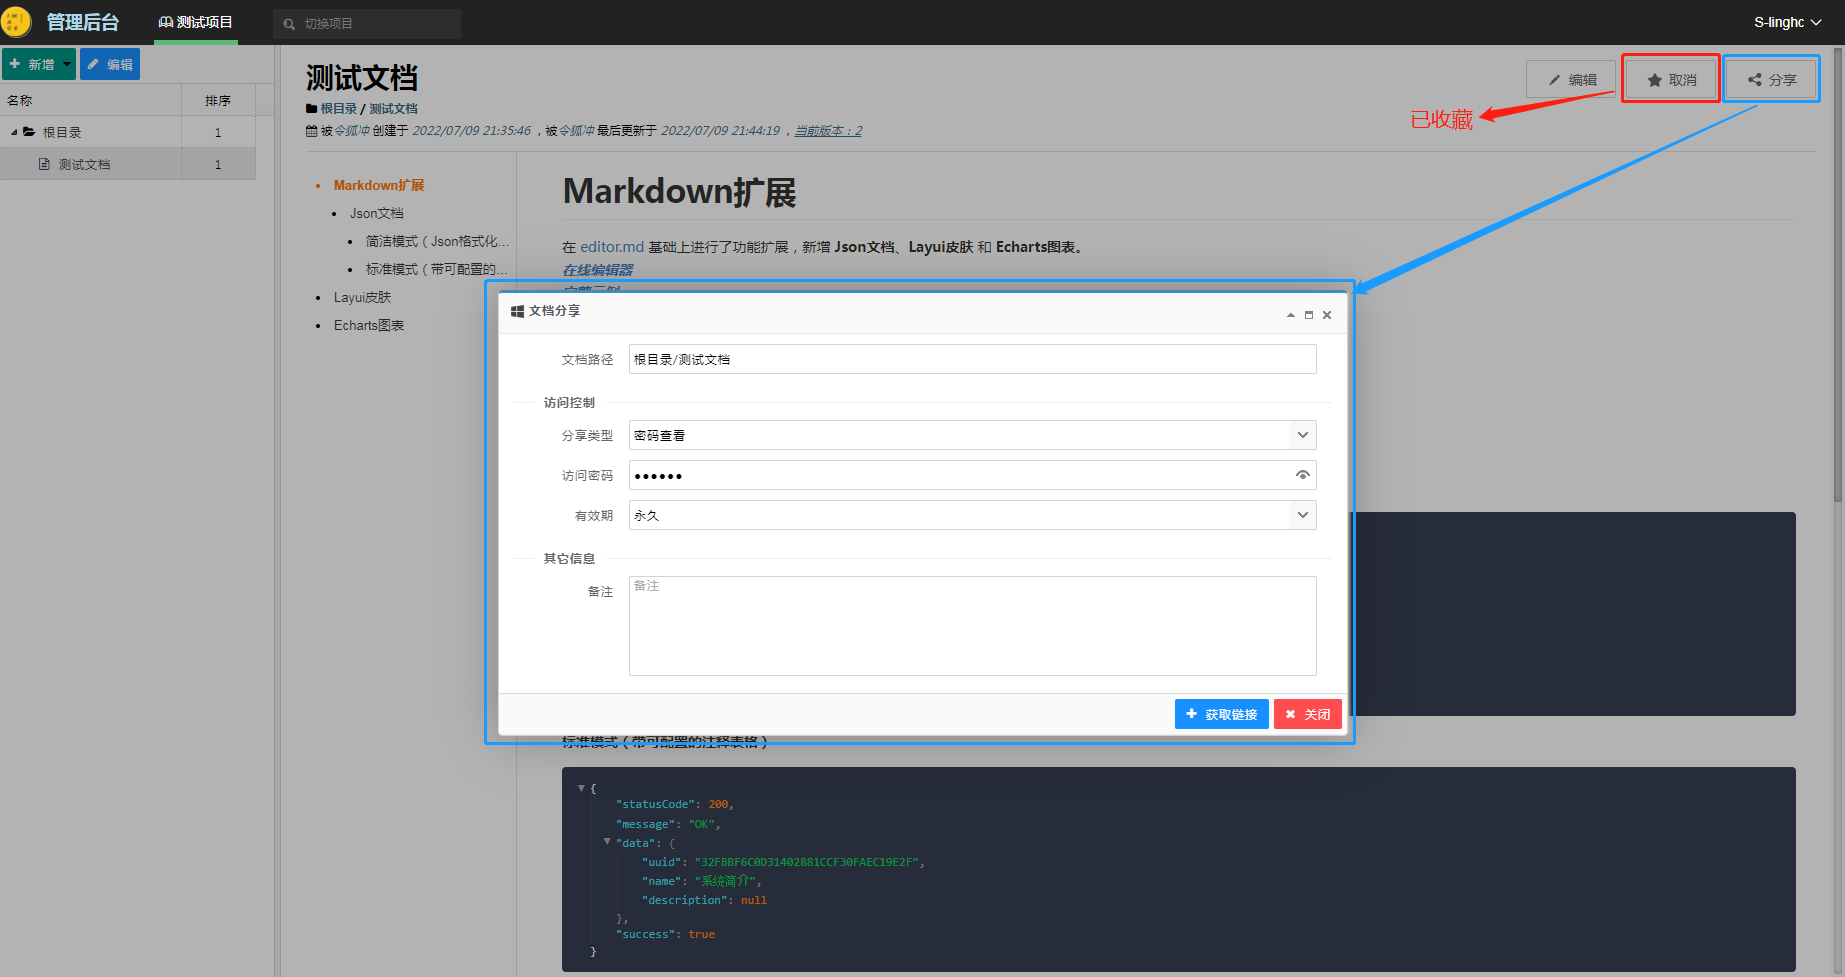 管理后台
测试项目
切换项目
S-linghc
新增
编辑
名称
排序
根目录
1
测试文档
1
测试文档
根目录 / 测试文档
被令狐冲 创建于 2022/07/09 21:35:46 ，被令狐冲 最后更新于 2022/07/09 21:44:19 ，当前版本：2
编辑
取消
分享
已收藏
Markdown扩展
Json文档
简洁模式（Json格式化...
标准模式（带可配置的...
Layui皮肤
Echarts图表
Markdown扩展
在 editor.md 基础上进行了功能扩展，新增 Json文档、Layui皮肤 和 Echarts图表。
在线编辑器
完整示例
文档分享
文档路径
根目录/测试文档
访问控制
分享类型
密码查看
访问密码
●●●●●●
有效期
永久
其它信息
备注
备注
获取链接
关闭
标准模式（带可配置的注释表格）
{
"statusCode": 200,
"message": "OK",
"data": {
"uuid": "32FBBF6C0D31402881CCF30FAEC19E2F",
"name": "系统简介",
"description": null
},
"success": true
}